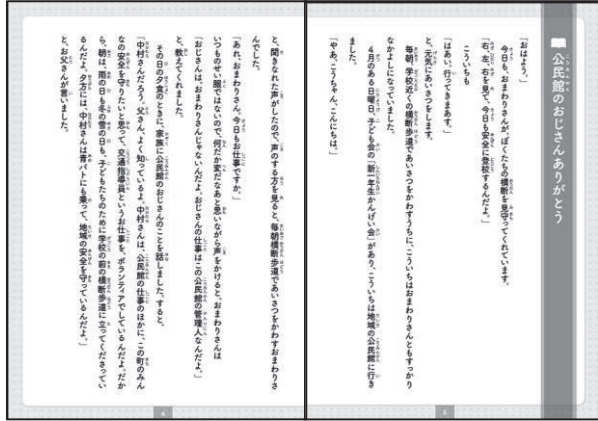 公民館のおじさんありがとう
「おはよう。」
今日も、おまわりさんが、ぼくたちの横断を見守ってくれています。
「右、左、右を見て、今日も安全に登校するんだよ。」
こういちも
「はあい。行ってきまあす。」
と、元気にあいさつをします。
毎朝、学校近くの横断歩道であいさつをかわすうちに、こういちはおまわりさんともすっかり
なかよしになっていました。
4月のある日曜日、子ども会の「新一年生かんげい会」があり、こういちは地域の公民館に行き
ました。
「やあ、こうちゃん、こんにちは。」
と、聞きなれた声がしたので、声のする方を見ると、毎朝横断歩道であいさつをかわすおまわりさ
んでした。
「あれ、おまわりさん、今日もお仕事ですか。」
いつものせい服ではないので、何だか変だなあと思いながら声をかけると、おまわりさんは
「おじさんは、おまわりさんじゃないんだよ。おじさんの仕事はこの公民館の管理人なんだよ。」
と、教えてくれました。
その日の夕食のときに、家族に公民館のおじさんのことを話しました。すると、
「中村さんだろう。父さん、よく知っているよ。中村さんは、公民館の仕事のほかに、この町のみん
なの安全を守りたいと思って、交通指導員というお仕事を、ボランティアでしているんだよ。だか
ら、朝は、雨の日も冬の雪の日も、子どもたちのために学校の前の横断歩道に立ってくださってい
るんだよ。夕方には、中村さんは青パトにも乗って、地域の安全を守っているんだよ。」
と、お父さんが言いました。